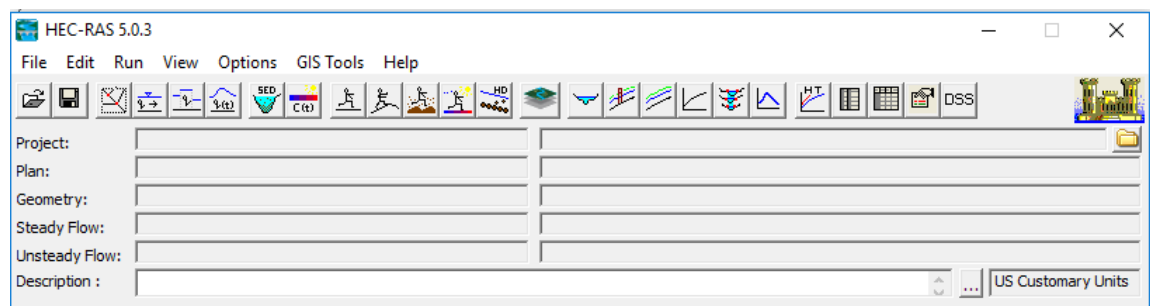 HEC-RAS 5.0.3
File Edit Run View Options GIS Tools Help
SED C(t) HD HT DSS
Project:
Plan:
Geometry:
Steady Flow:
Unsteady Flow:
Description : ... US Customary Units